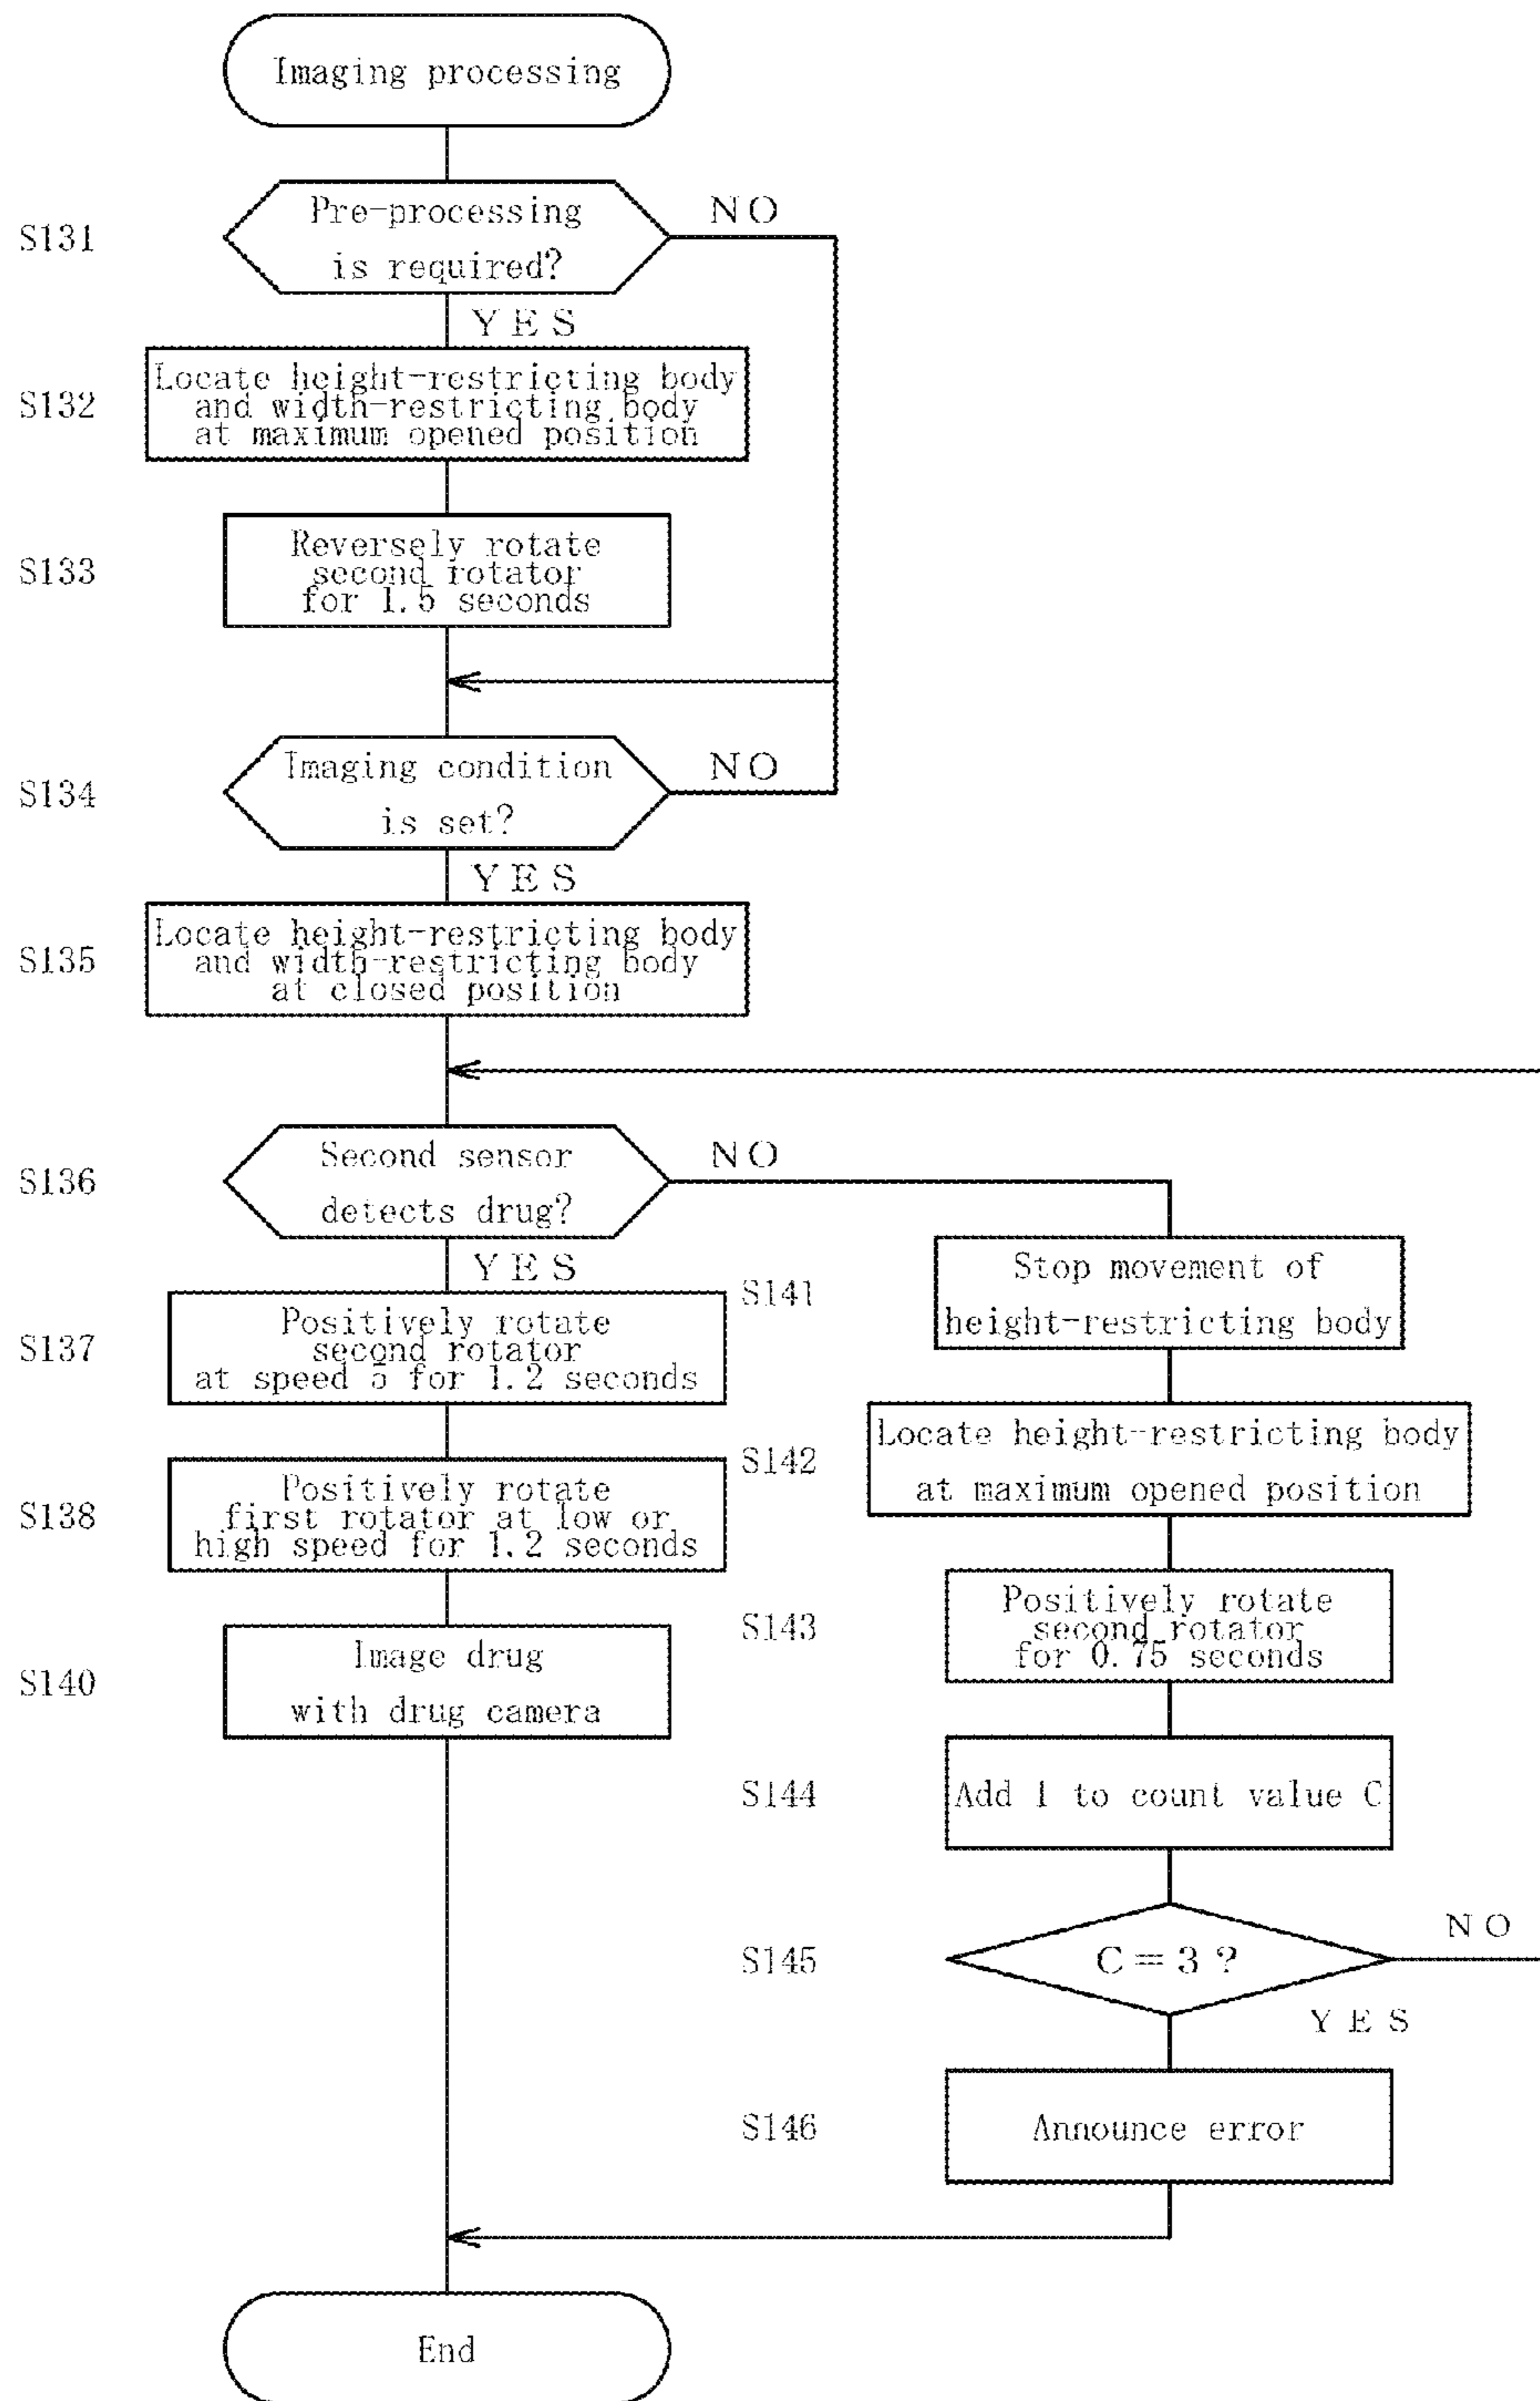 Imaging processing
S131
Pre-processing
is required?
NO
YES
S132
Locate height-restricting body
and width-restricting body
at maximum opened position
S133
Reversely rotate
second rotator
for 1.5 seconds
S134
Imaging condition
is set?
NO
YES
S135
Locate height-restricting body
and width-restricting body
at closed position
S136
Second sensor
detects drug?
NO
YES
S137
Positively rotate
second rotator
at speed 5 for 1.2 seconds
S138
Positively rotate
first rotator at low or
high speed for 1.2 seconds
S140
Image drug
with drug camera
S141
Stop movement of
height-restricting body
S142
Locate height-restricting body
at maximum opened position
S143
Positively rotate
second rotator
for 0.75 seconds
S144
Add 1 to count value C
S145
C = 3 ?
NO
YES
S146
Announce error
End